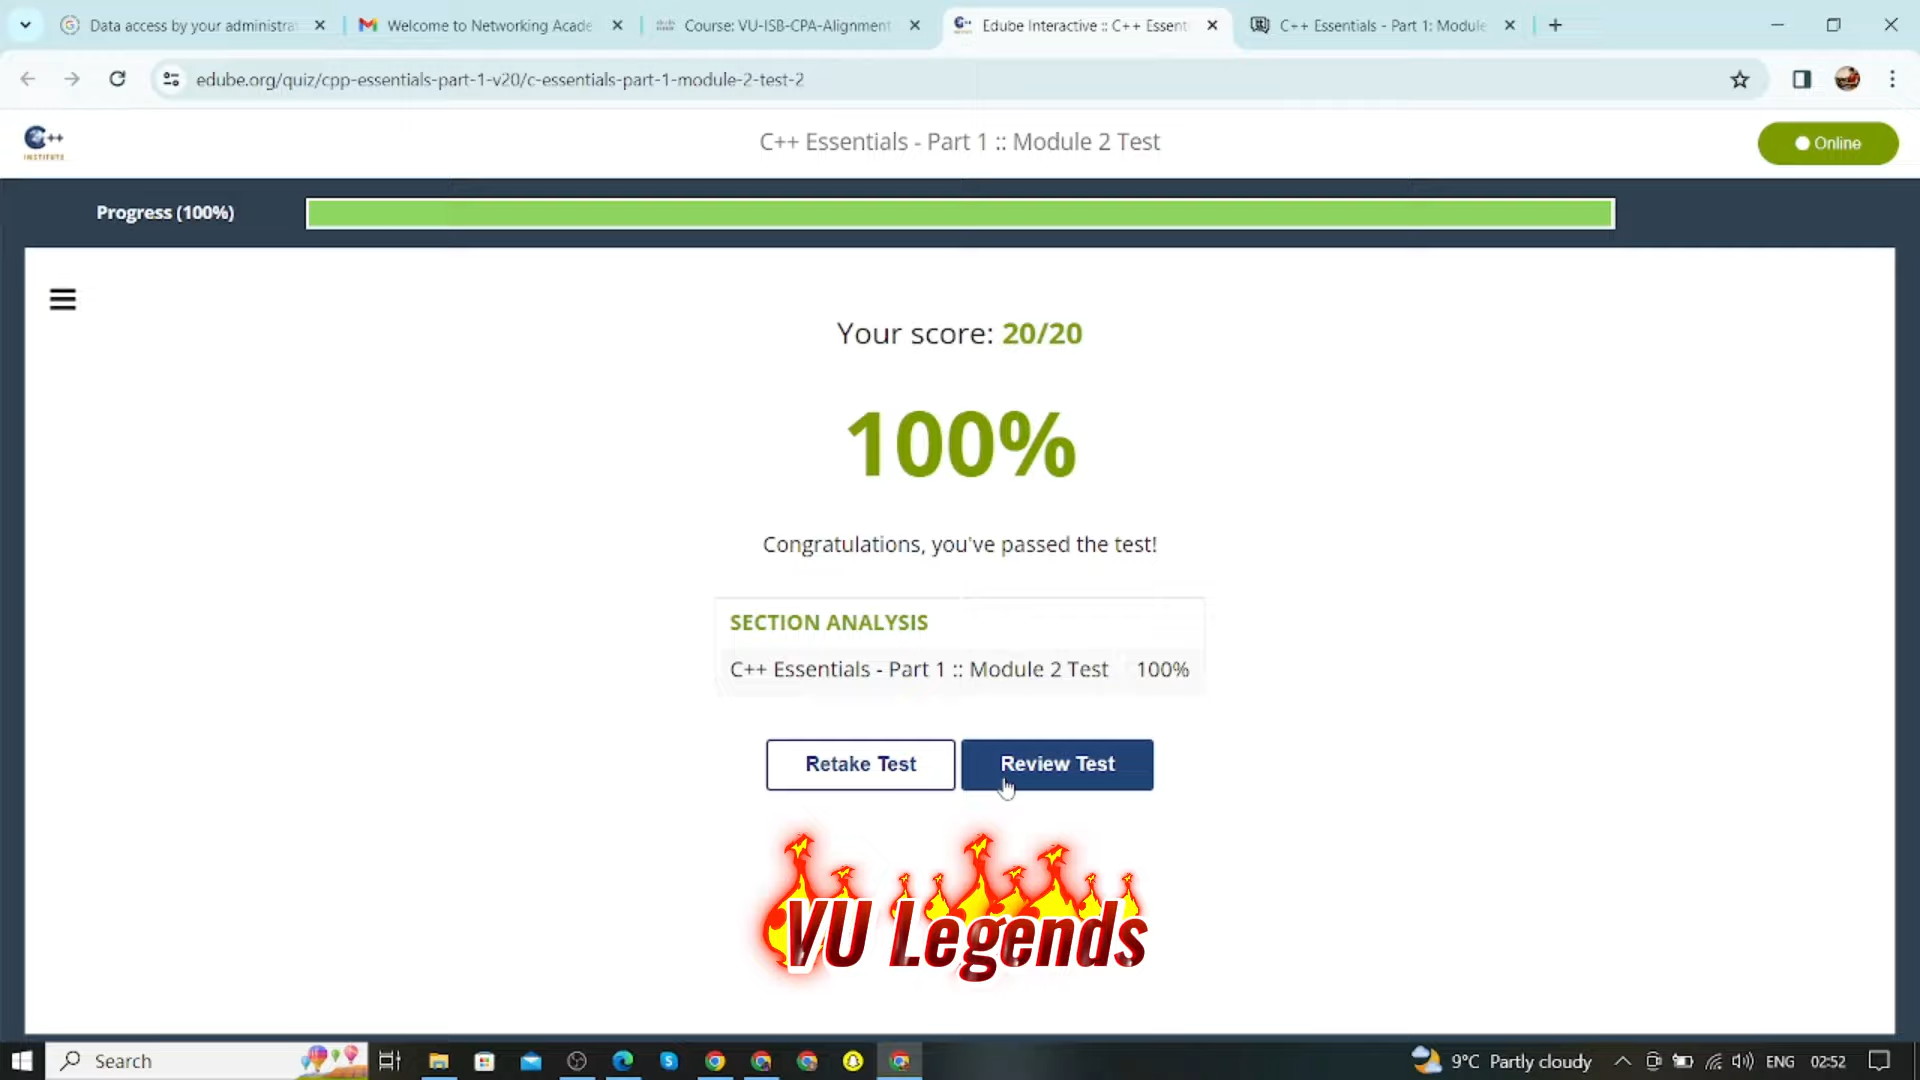 Data access by your administrat
Welcome to Networking Acade
Course: VU-ISB-CPA-Alignment
Edube Interactive :: C++ Essent
C++ Essentials - Part 1: Module
edube.org/quiz/cpp-essentials-part-1-v20/c-essentials-part-1-module-2-test-2
C++
INSTITUTE
C++ Essentials - Part 1 :: Module 2 Test
Online
Progress (100%)
Your score: 20/20
100%
Congratulations, you've passed the test!
SECTION ANALYSIS
C++ Essentials - Part 1 :: Module 2 Test 100%
Retake Test
Review Test
VU Legends
Search
9°C Partly cloudy
ENG
02:52